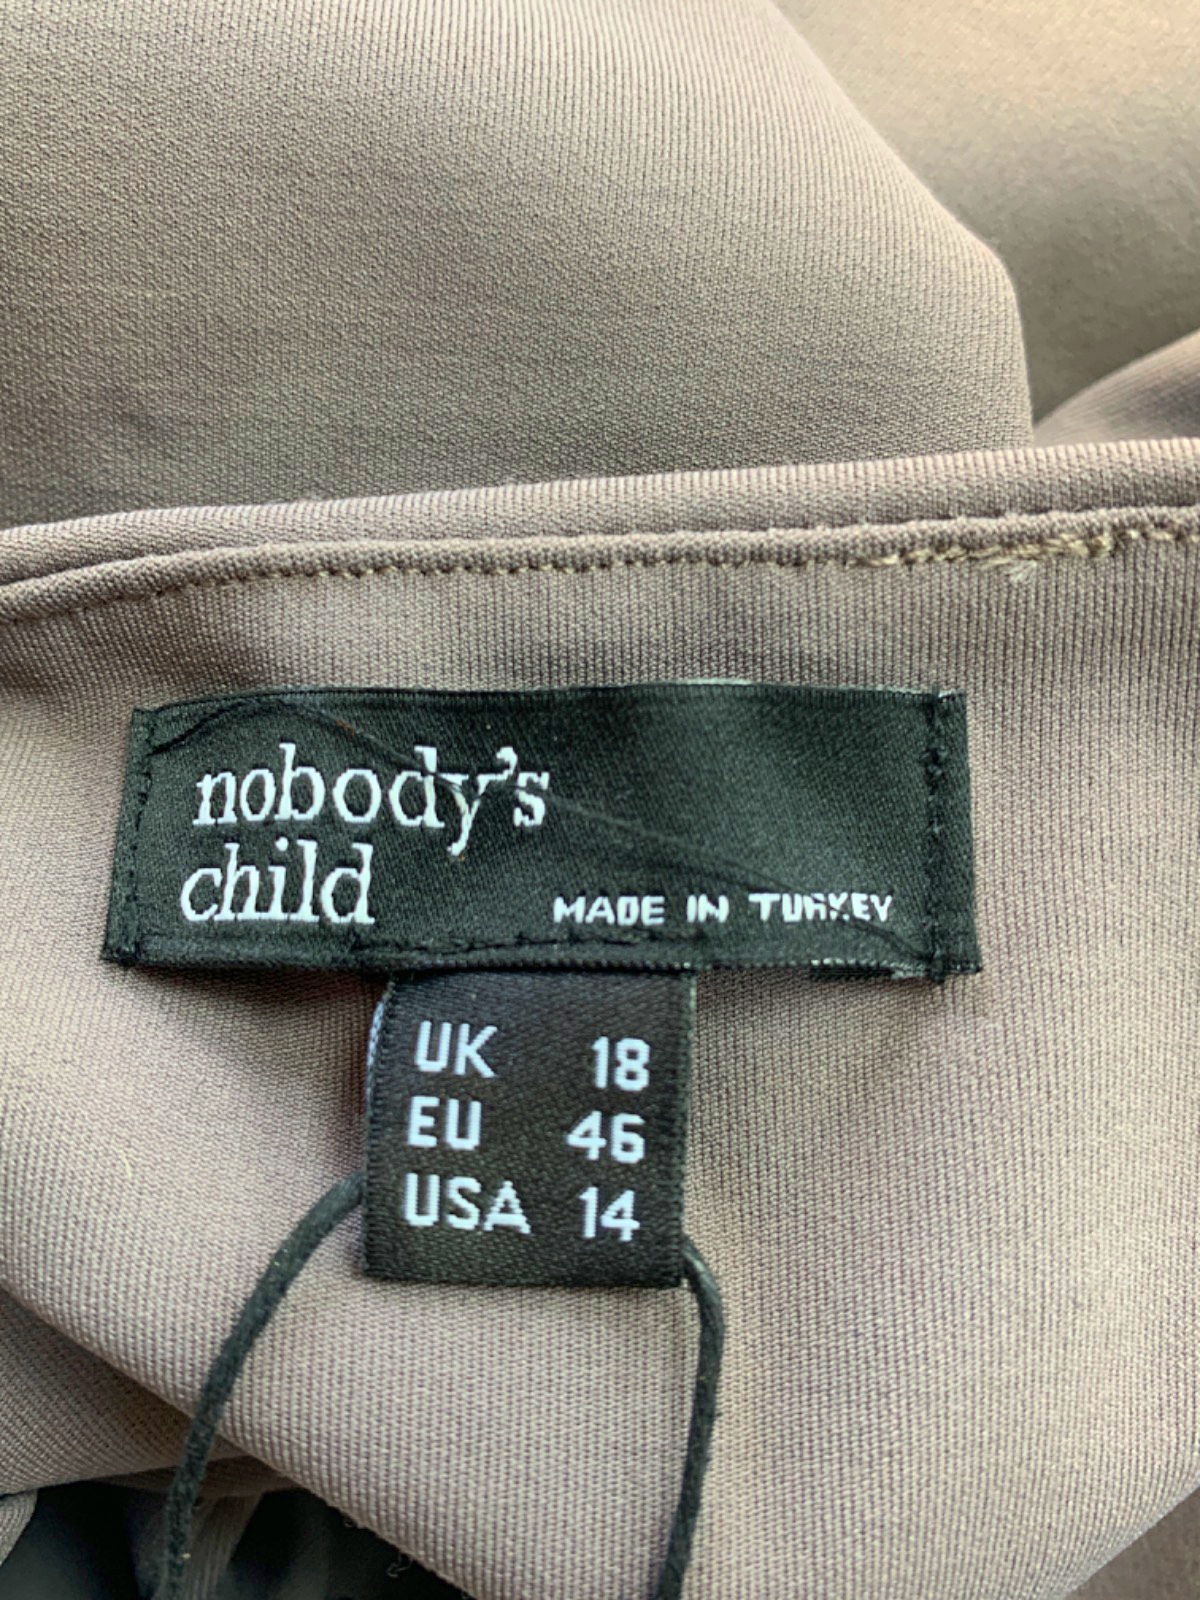 nobody's
child
MADE IN TURKEY
UK 18
EU 46
USA 14